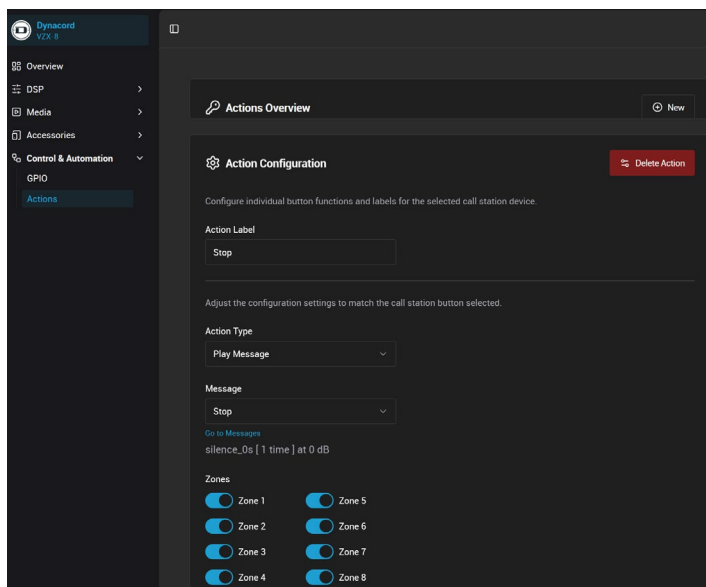 Dynacord
VZX-8
Overview
DSP
Media
Accessories
Control & Automation
GPIO
Actions
Actions Overview
New
Action Configuration
Delete Action
Configure individual button functions and labels for the selected call station device.
Action Label
Stop
Adjust the configuration settings to match the call station button selected.
Action Type
Play Message
Message
Stop
Go to Messages
silence_0s [ 1 time ] at 0 dB
Zones
Zone 1 Zone 5
Zone 2 Zone 6
Zone 3 Zone 7
Zone 4 Zone 8